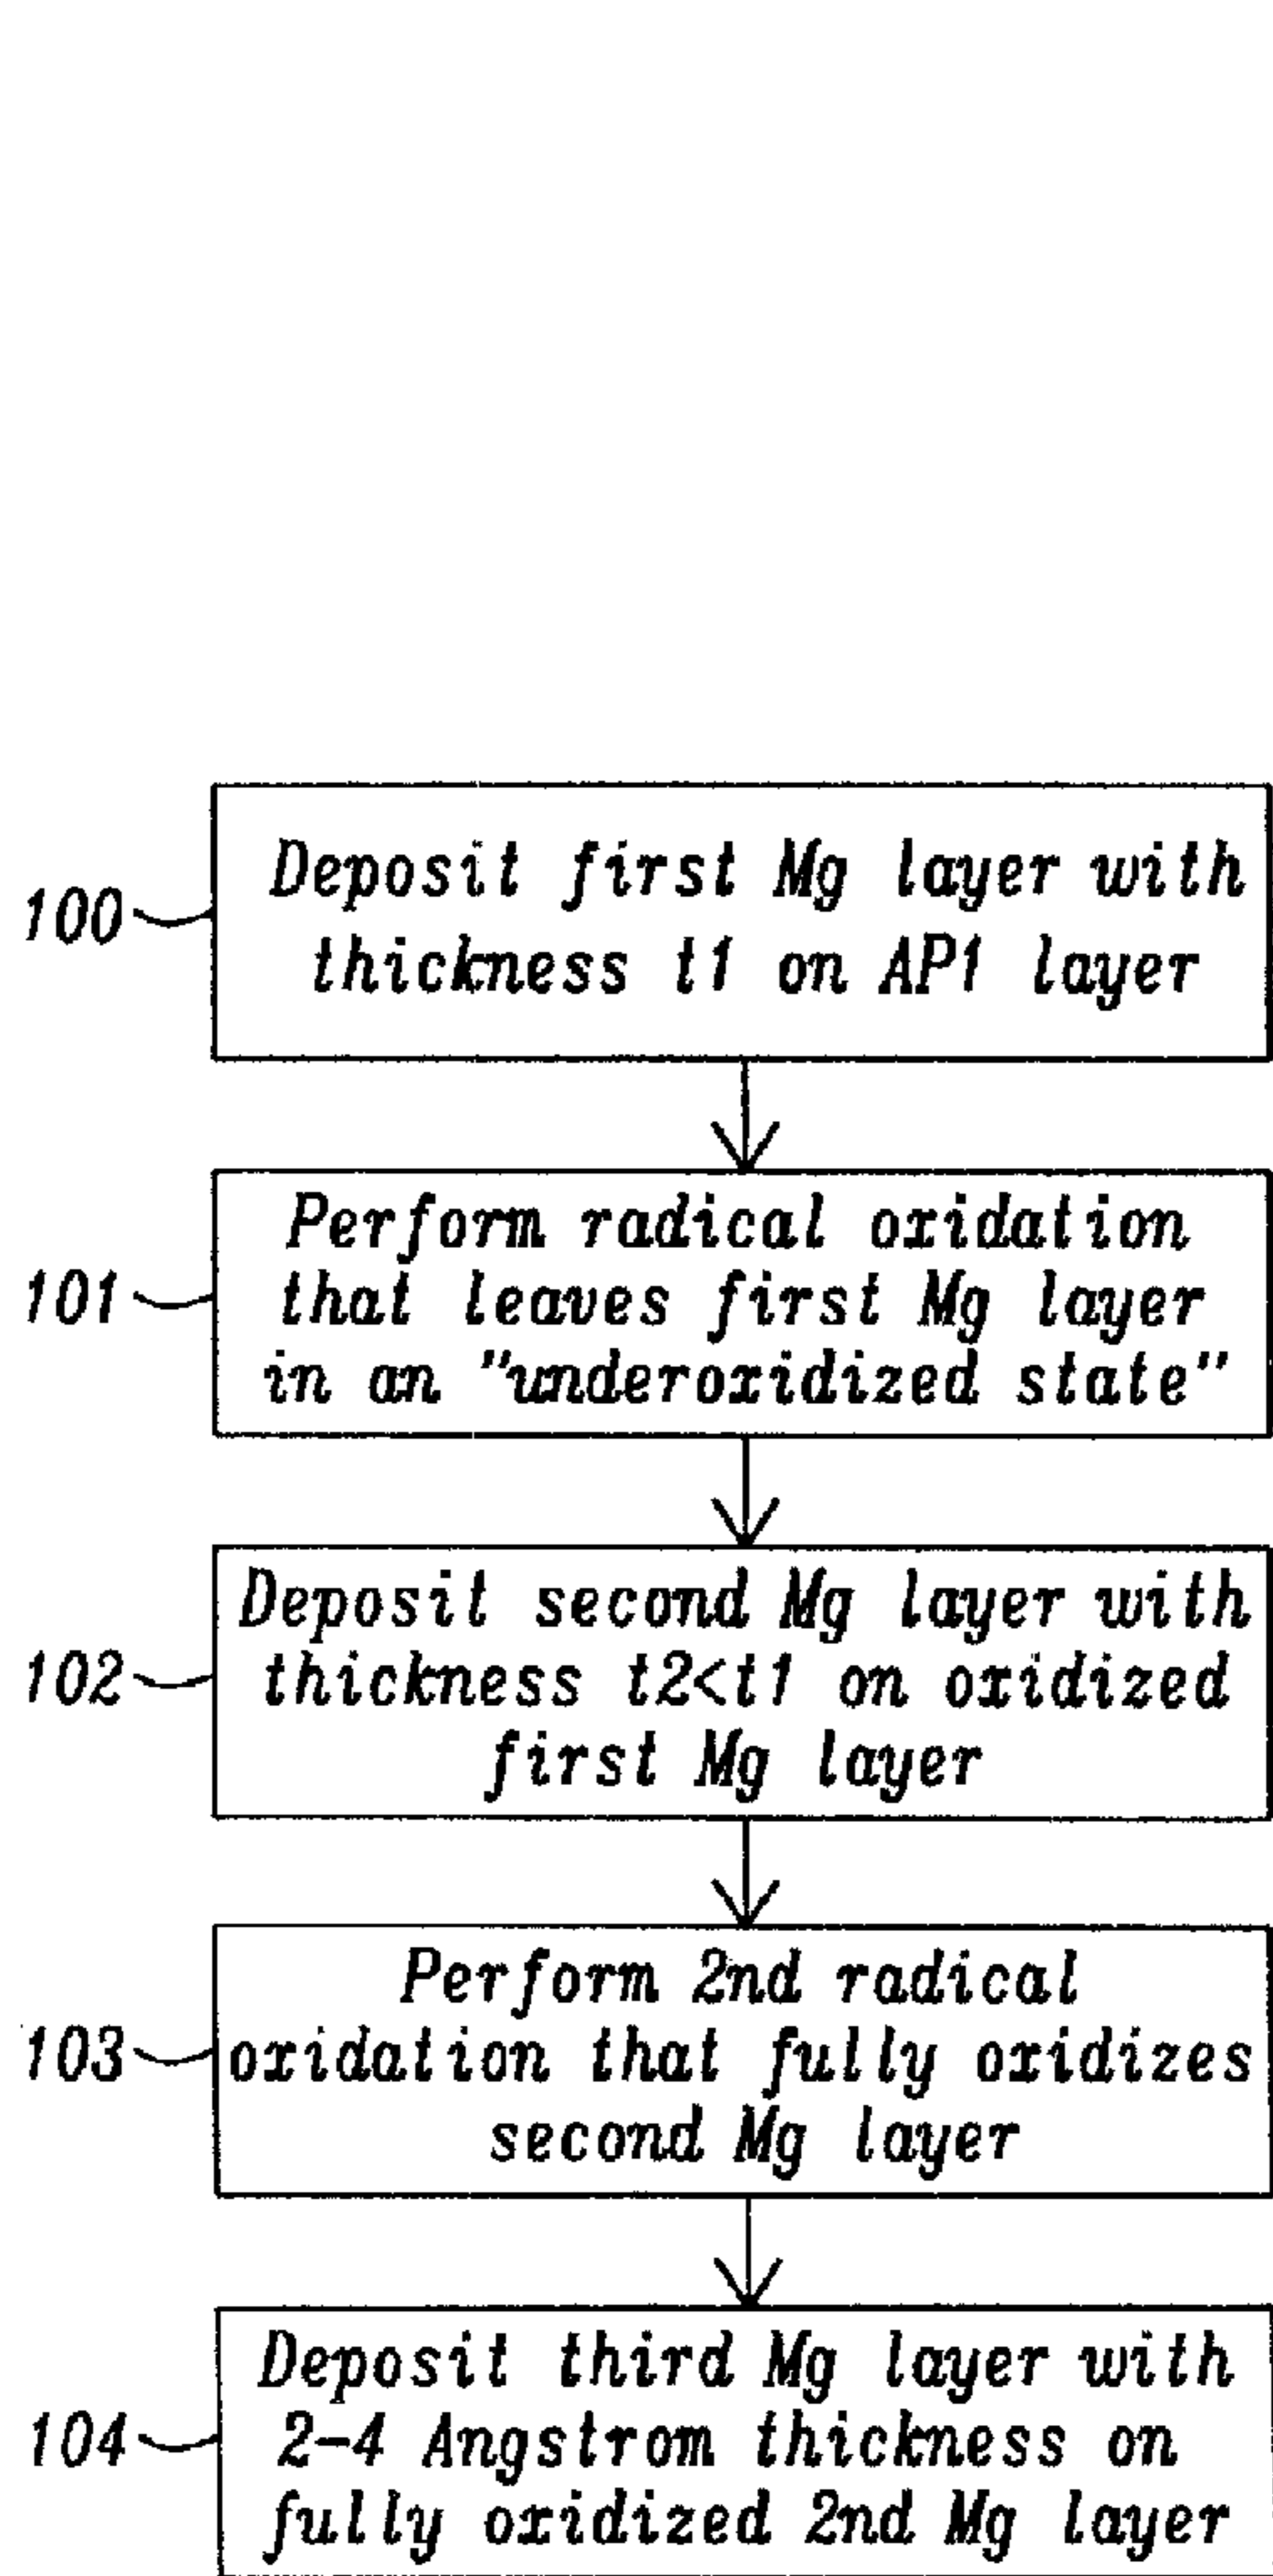 100
Deposit first Mg layer with
thickness t1 on AP1 layer
101
Perform radical oxidation
that leaves first Mg layer
in an "underoxidized state"
102
Deposit second Mg layer with
thickness t2<t1 on oxidized
first Mg layer
103
Perform 2nd radical
oxidation that fully oxidizes
second Mg layer
104
Deposit third Mg layer with
2-4 Angstrom thickness on
fully oxidized 2nd Mg layer